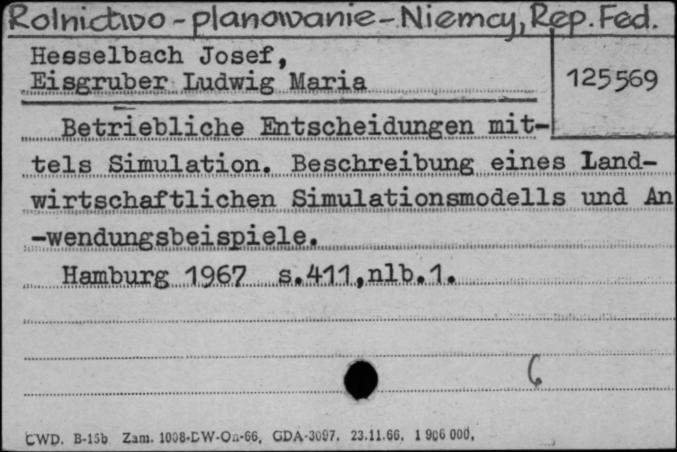 Rolnictwo - planowanie - Niemcy, Rep. Fed.
Hesselbach Josef,
Eisgruber Ludwig Maria
125569
Betriebliche Entscheidungen mit-
tels Simulation. Beschreibung eines Land-
wirtschaftlichen Simulationsmodells und An
-wendungsbeispiele.
Hamburg 1967 s.411,nlb.1.
6
CWD. B-15b. Zam. 1008-DW-On-66, GDA-3097, 23.11.66, 1 906 000,